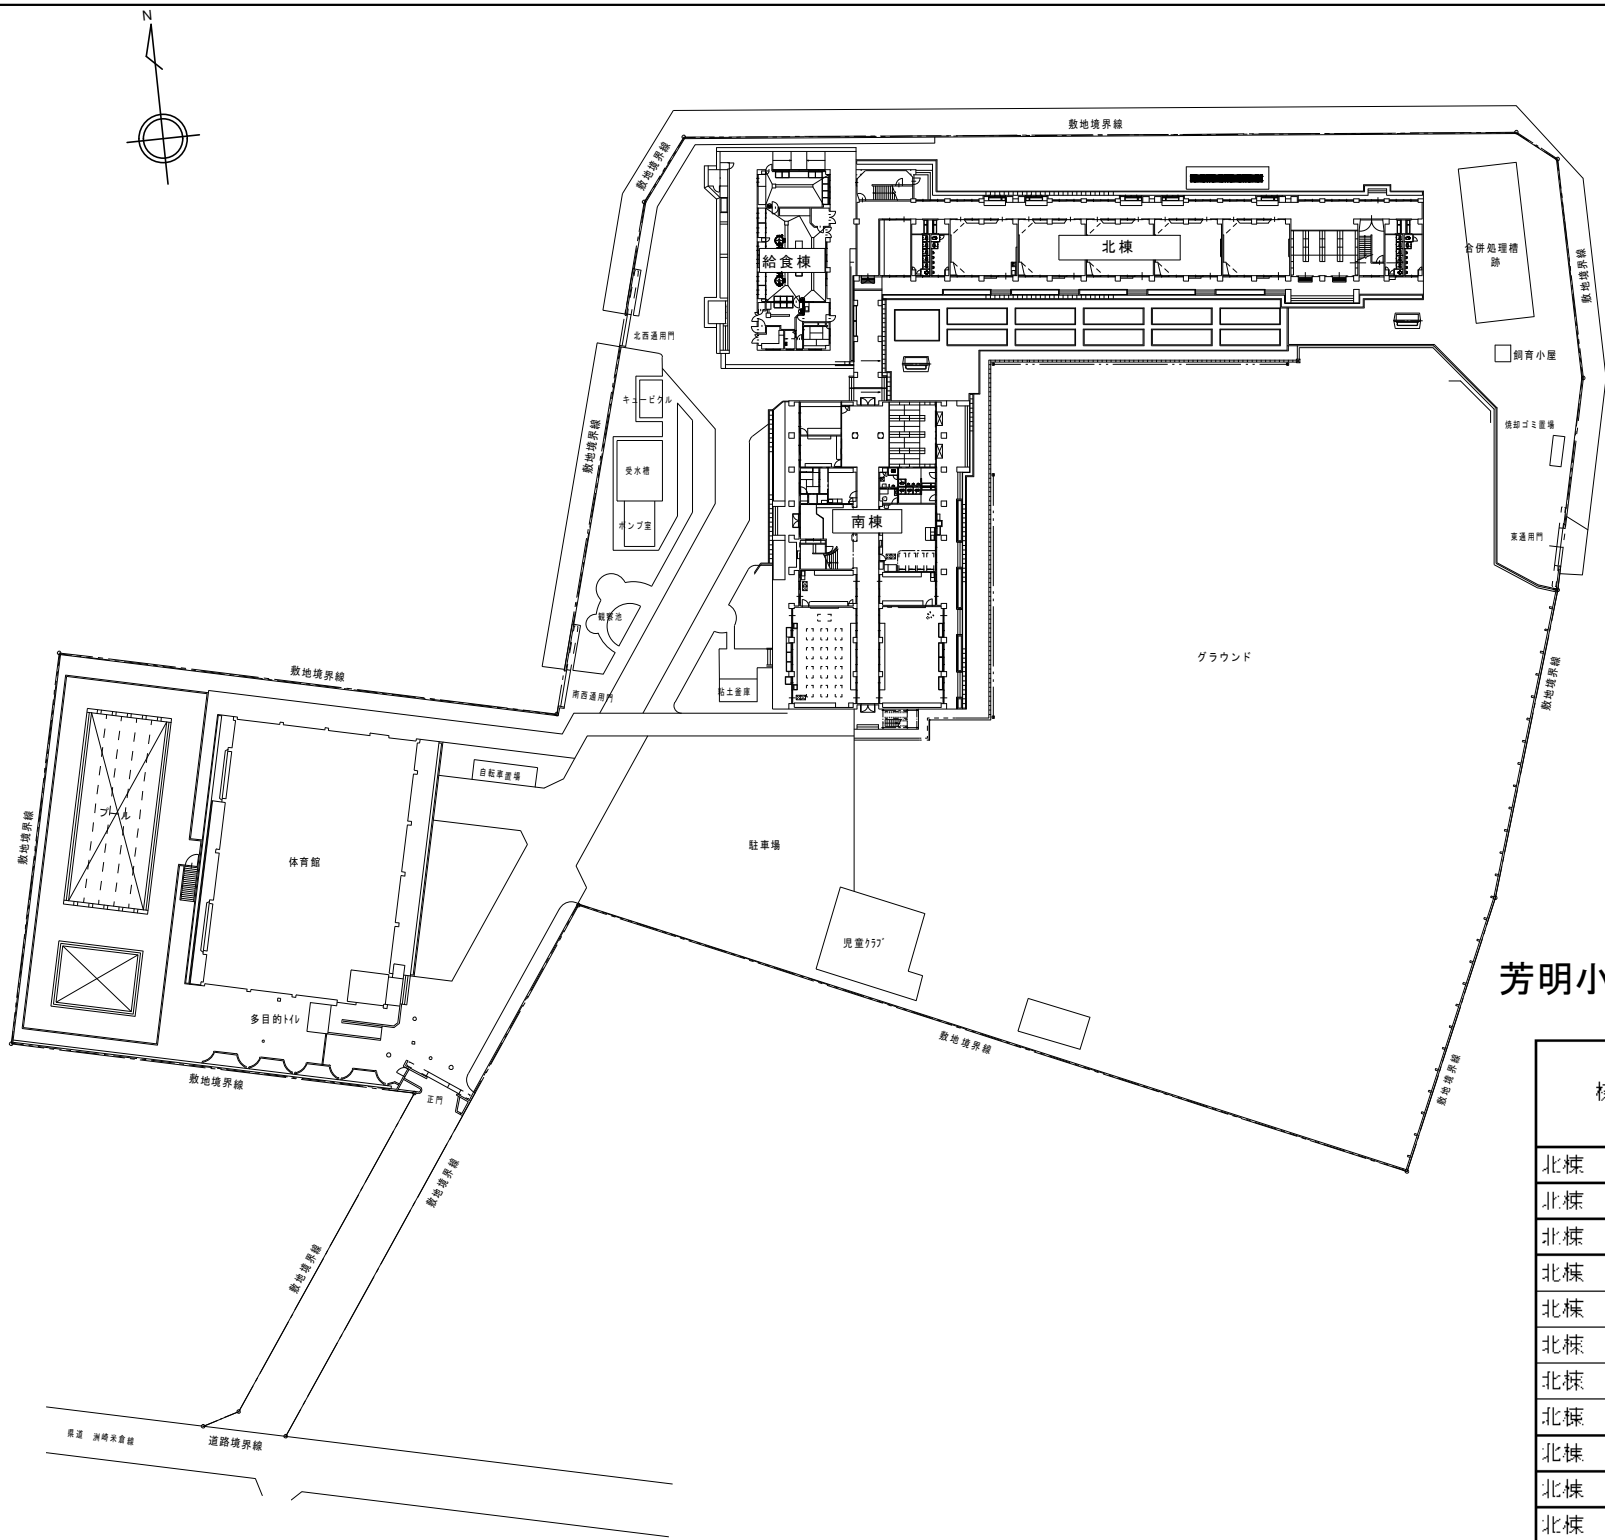 N
敷地境界線
敷地境界線
北棟
合併処理槽
跡
給食棟
敷地境界線
北西通用門
飼育小屋
キュービクル
敷地境界線
焼却ゴミ置場
受水槽
南棟
ポンプ室
東通用門
観察池
グラウンド
敷地境界線
敷地境界線
南西通用門
粘土釜庫
自転車置場
プール
敷地境界線
駐車場
体育館
児童クラブ
芳明小
多目的トイレ
敷地境界線
敷地境界線
敷地境界線
正門
敷地境界線
敷地境界線
県道 洲崎米倉線
道路境界線
北棟
北棟
北棟
北棟
北棟
北棟
北棟
北棟
北棟
北棟
北棟